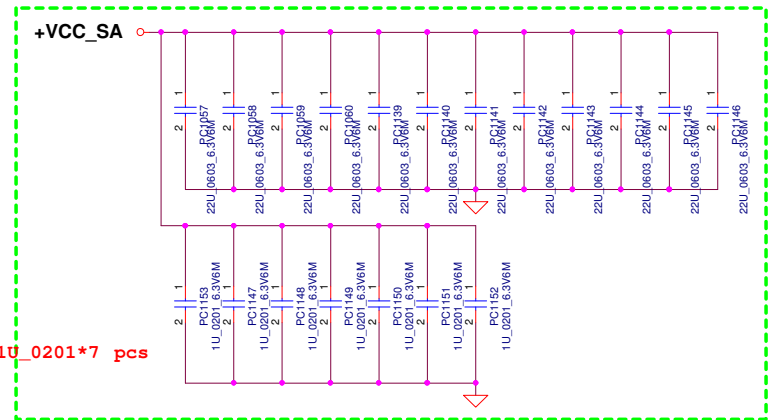 +VCC_SA
1
1
1
1
1
1
1
1
1
1
1
1
2
2
2
2
2
2
2
2
2
2
2
2
PC1057
PC1058
PC1059
PC1060
PC1139
PC1140
PC1141
PC1142
PC1143
PC1144
PC1145
PC1146
22U_0603_6.3V6M
22U_0603_6.3V6M
22U_0603_6.3V6M
22U_0603_6.3V6M
22U_0603_6.3V6M
22U_0603_6.3V6M
22U_0603_6.3V6M
22U_0603_6.3V6M
22U_0603_6.3V6M
22U_0603_6.3V6M
22U_0603_6.3V6M
22U_0603_6.3V6M
1
1
1
1
1
1
1
2
2
2
2
2
2
2
PC1153
PC1147
PC1148
PC1149
PC1150
PC1151
PC1152
1U_0201_6.3V6M
1U_0201_6.3V6M
1U_0201_6.3V6M
1U_0201_6.3V6M
1U_0201_6.3V6M
1U_0201_6.3V6M
1U_0201_6.3V6M
1U_0201*7 pcs